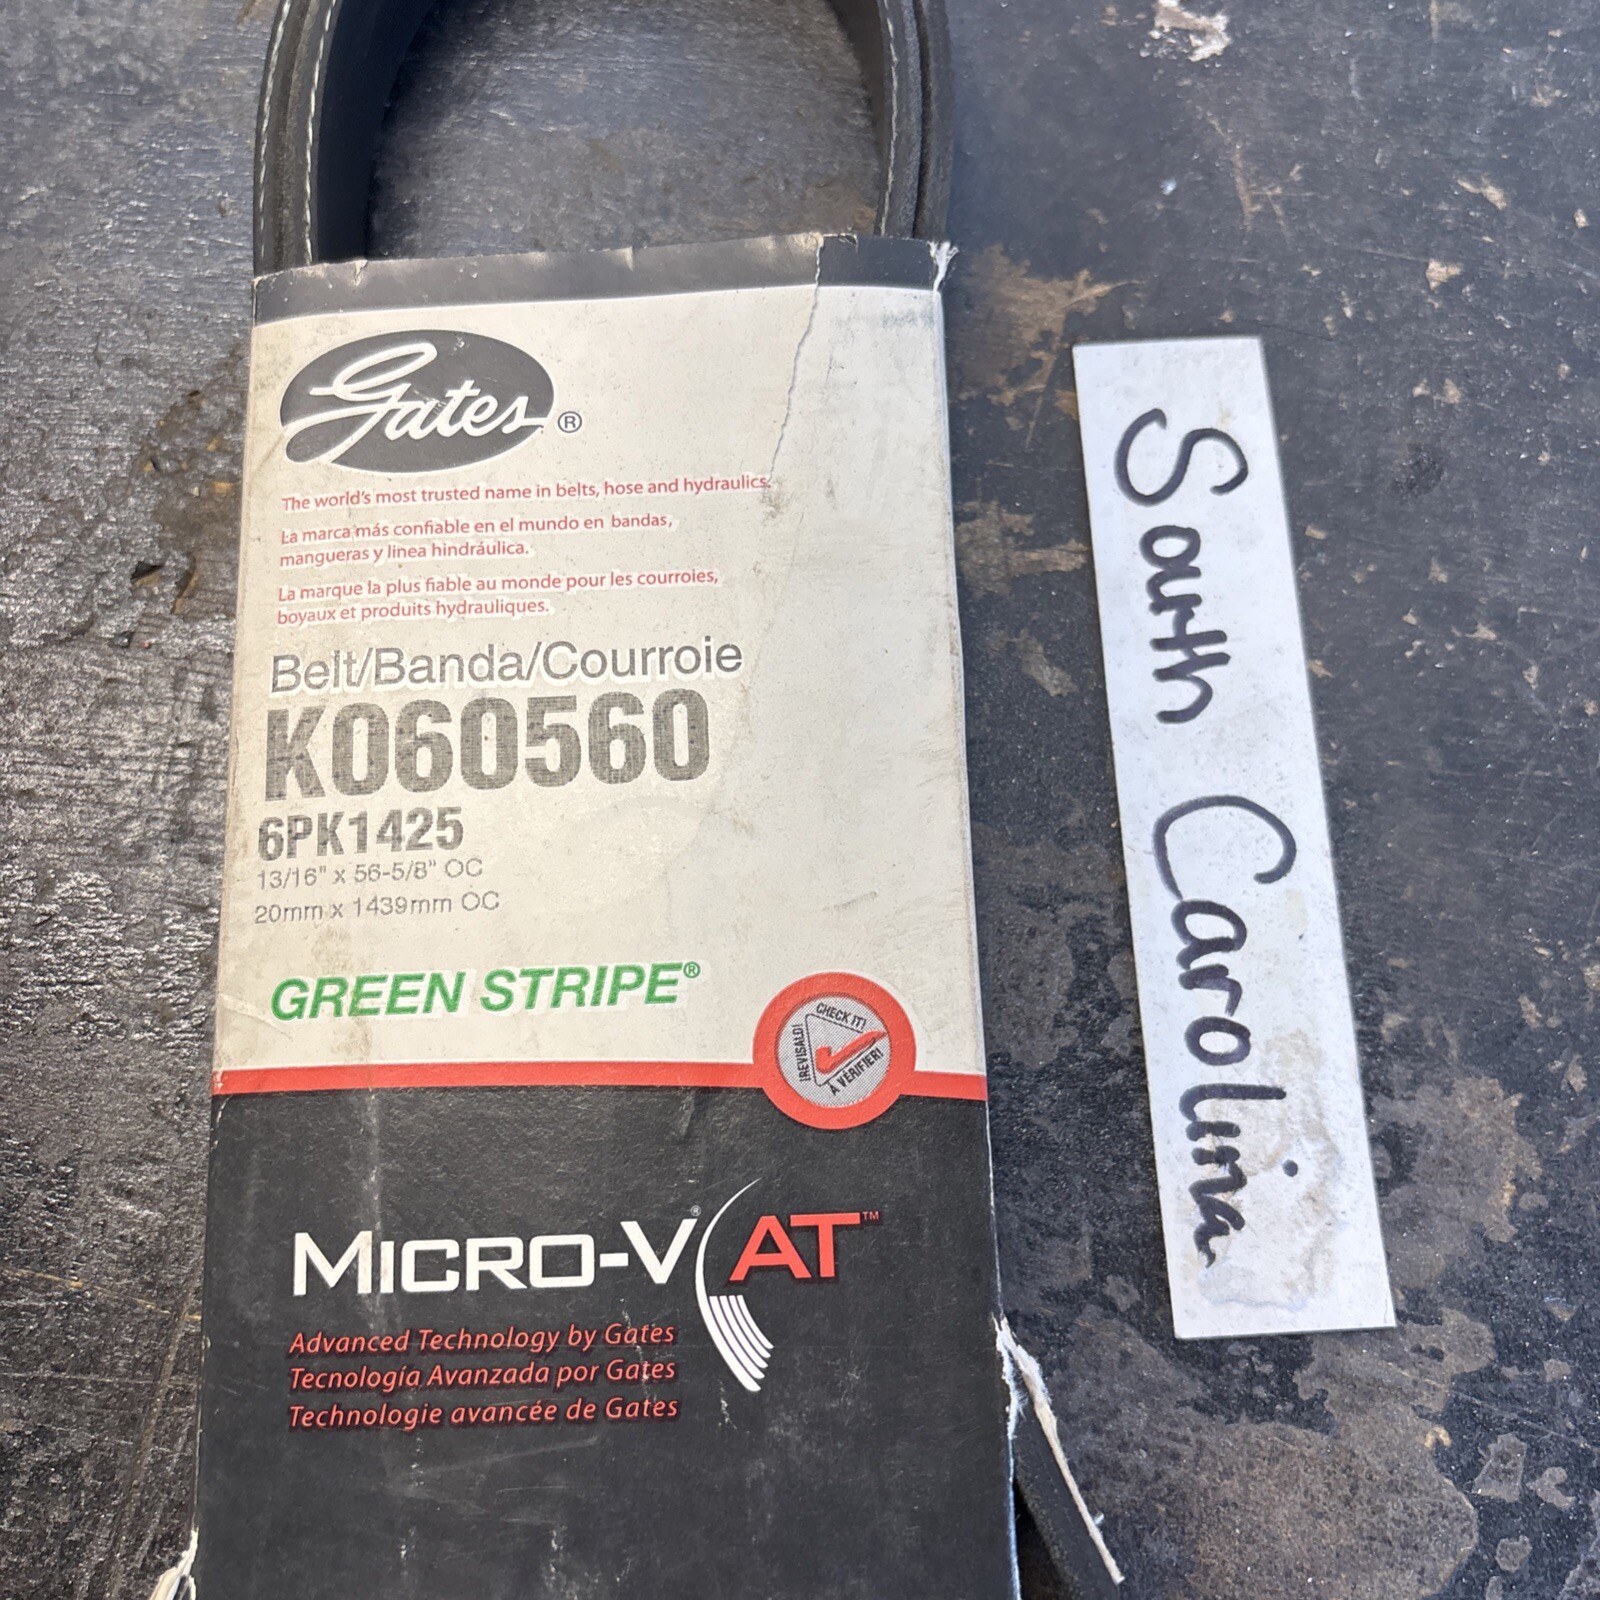 Gates®
The world's most trusted name in belts, hose and hydraulics.
La marca más confiable en el mundo en bandas,
mangueras y linea hindráulica.
La marque la plus fiable au monde pour les courroies,
boyaux et produits hydrauliques.
Belt/Banda/Courroie
K060560
6PK1425
13/16" x 56-5/8" OC
20mm x 1439mm OC
GREEN STRIPE®
CHECK IT!
¡REVISALO!
À VÉRIFIER!
MICRO-V® AT™
Advanced Technology by Gates
Tecnología Avanzada por Gates
Technologie avancée de Gates
South Carolina